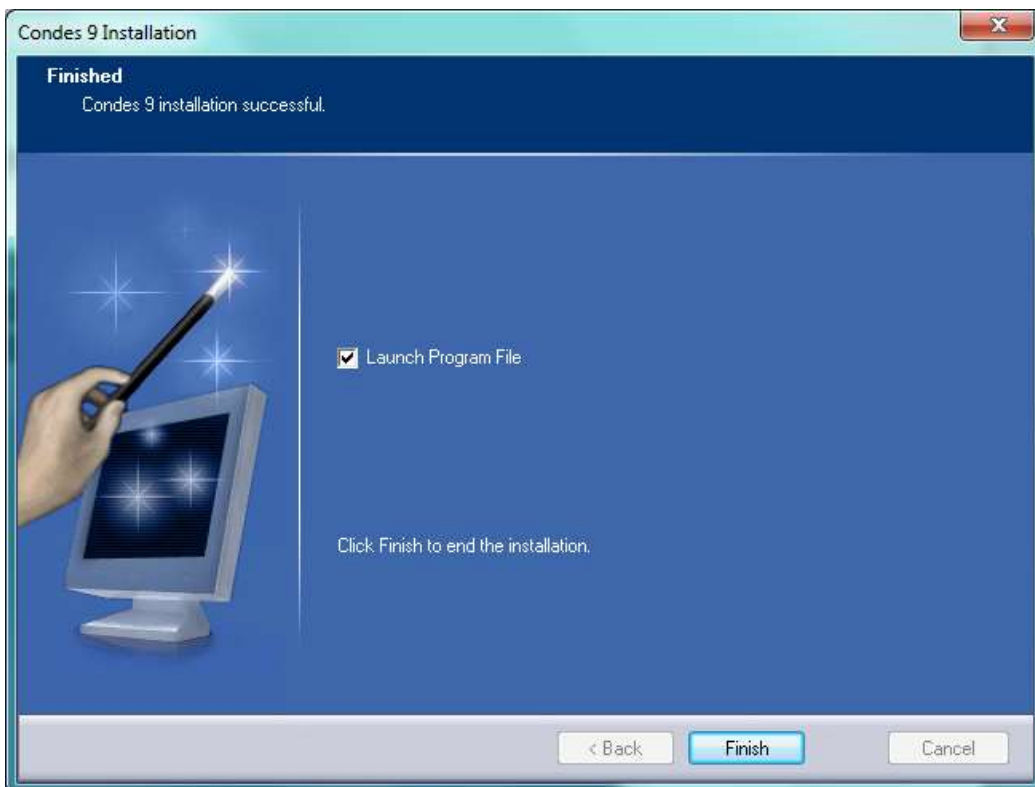 Condes 9 Installation
Finished
Condes 9 installation successful.
Launch Program File
Click Finish to end the installation.
< Back Finish Cancel